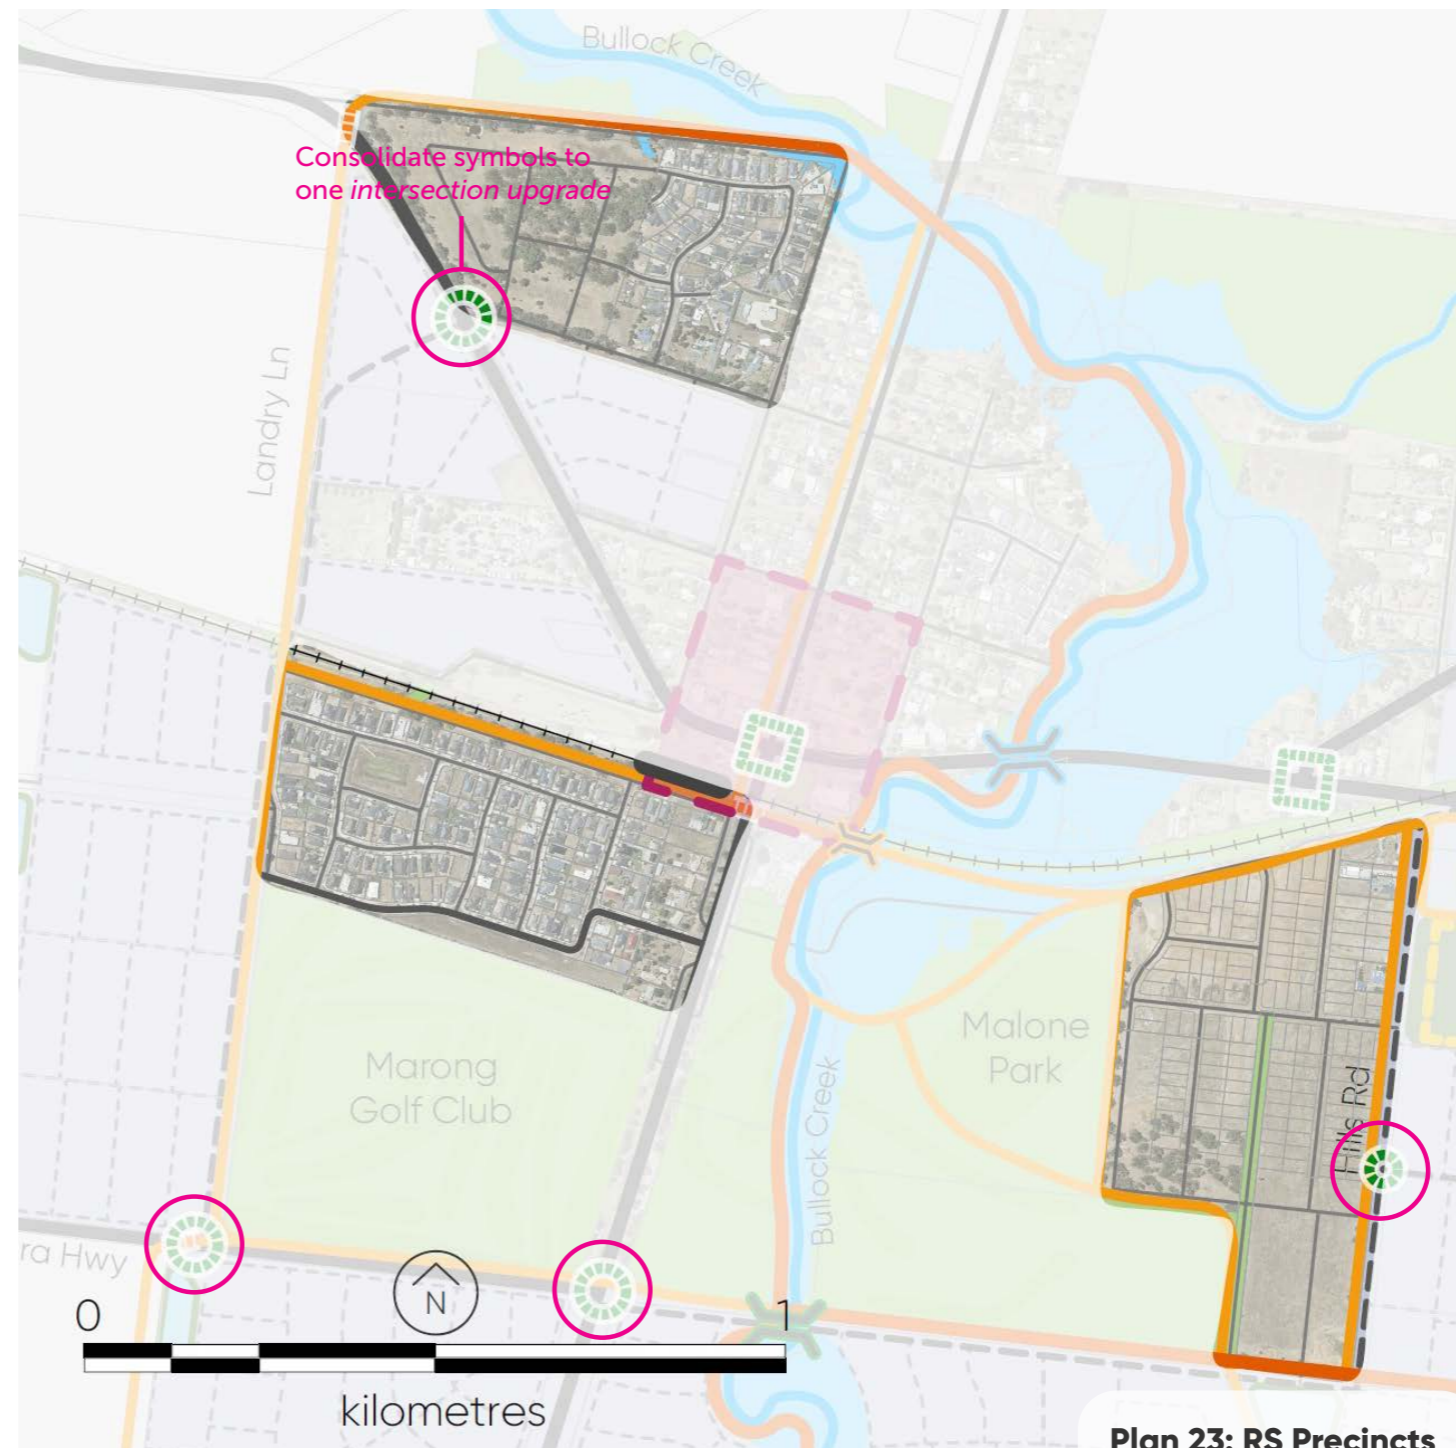 Bullock Creek
Consolidate symbols to
one intersection upgrade
Landry Ln
Marong
Golf Club
Malone
Park
Hills Rd
Bullock Creek
ra Hwy
N
0
1
kilometres
Plan 23: RS Precincts